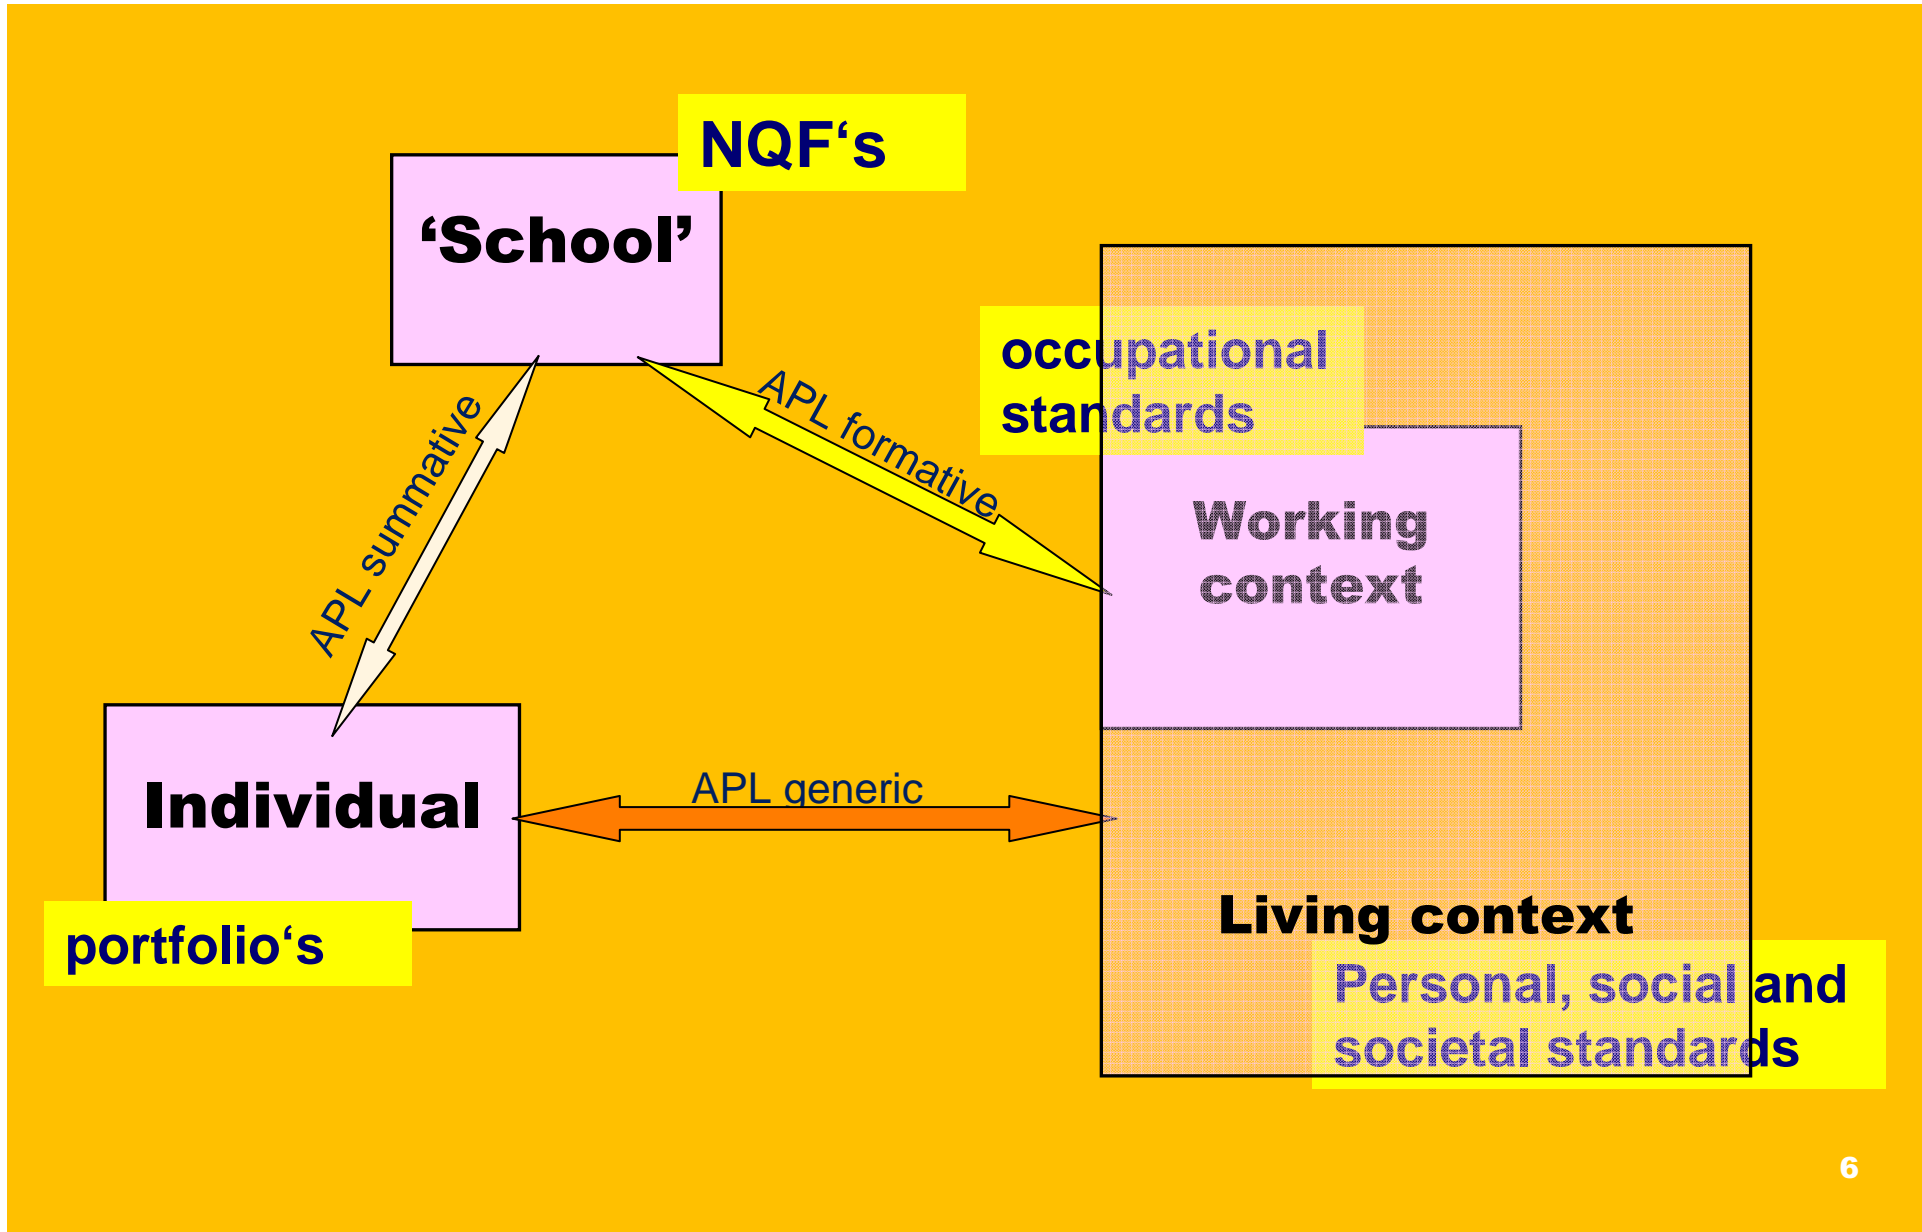 NQF‘s
‘School’
occupational
standards
APL summative
APL formative
Working
context
Individual
APL generic
portfolio‘s
Living context
Personal, social and
societal standards
6